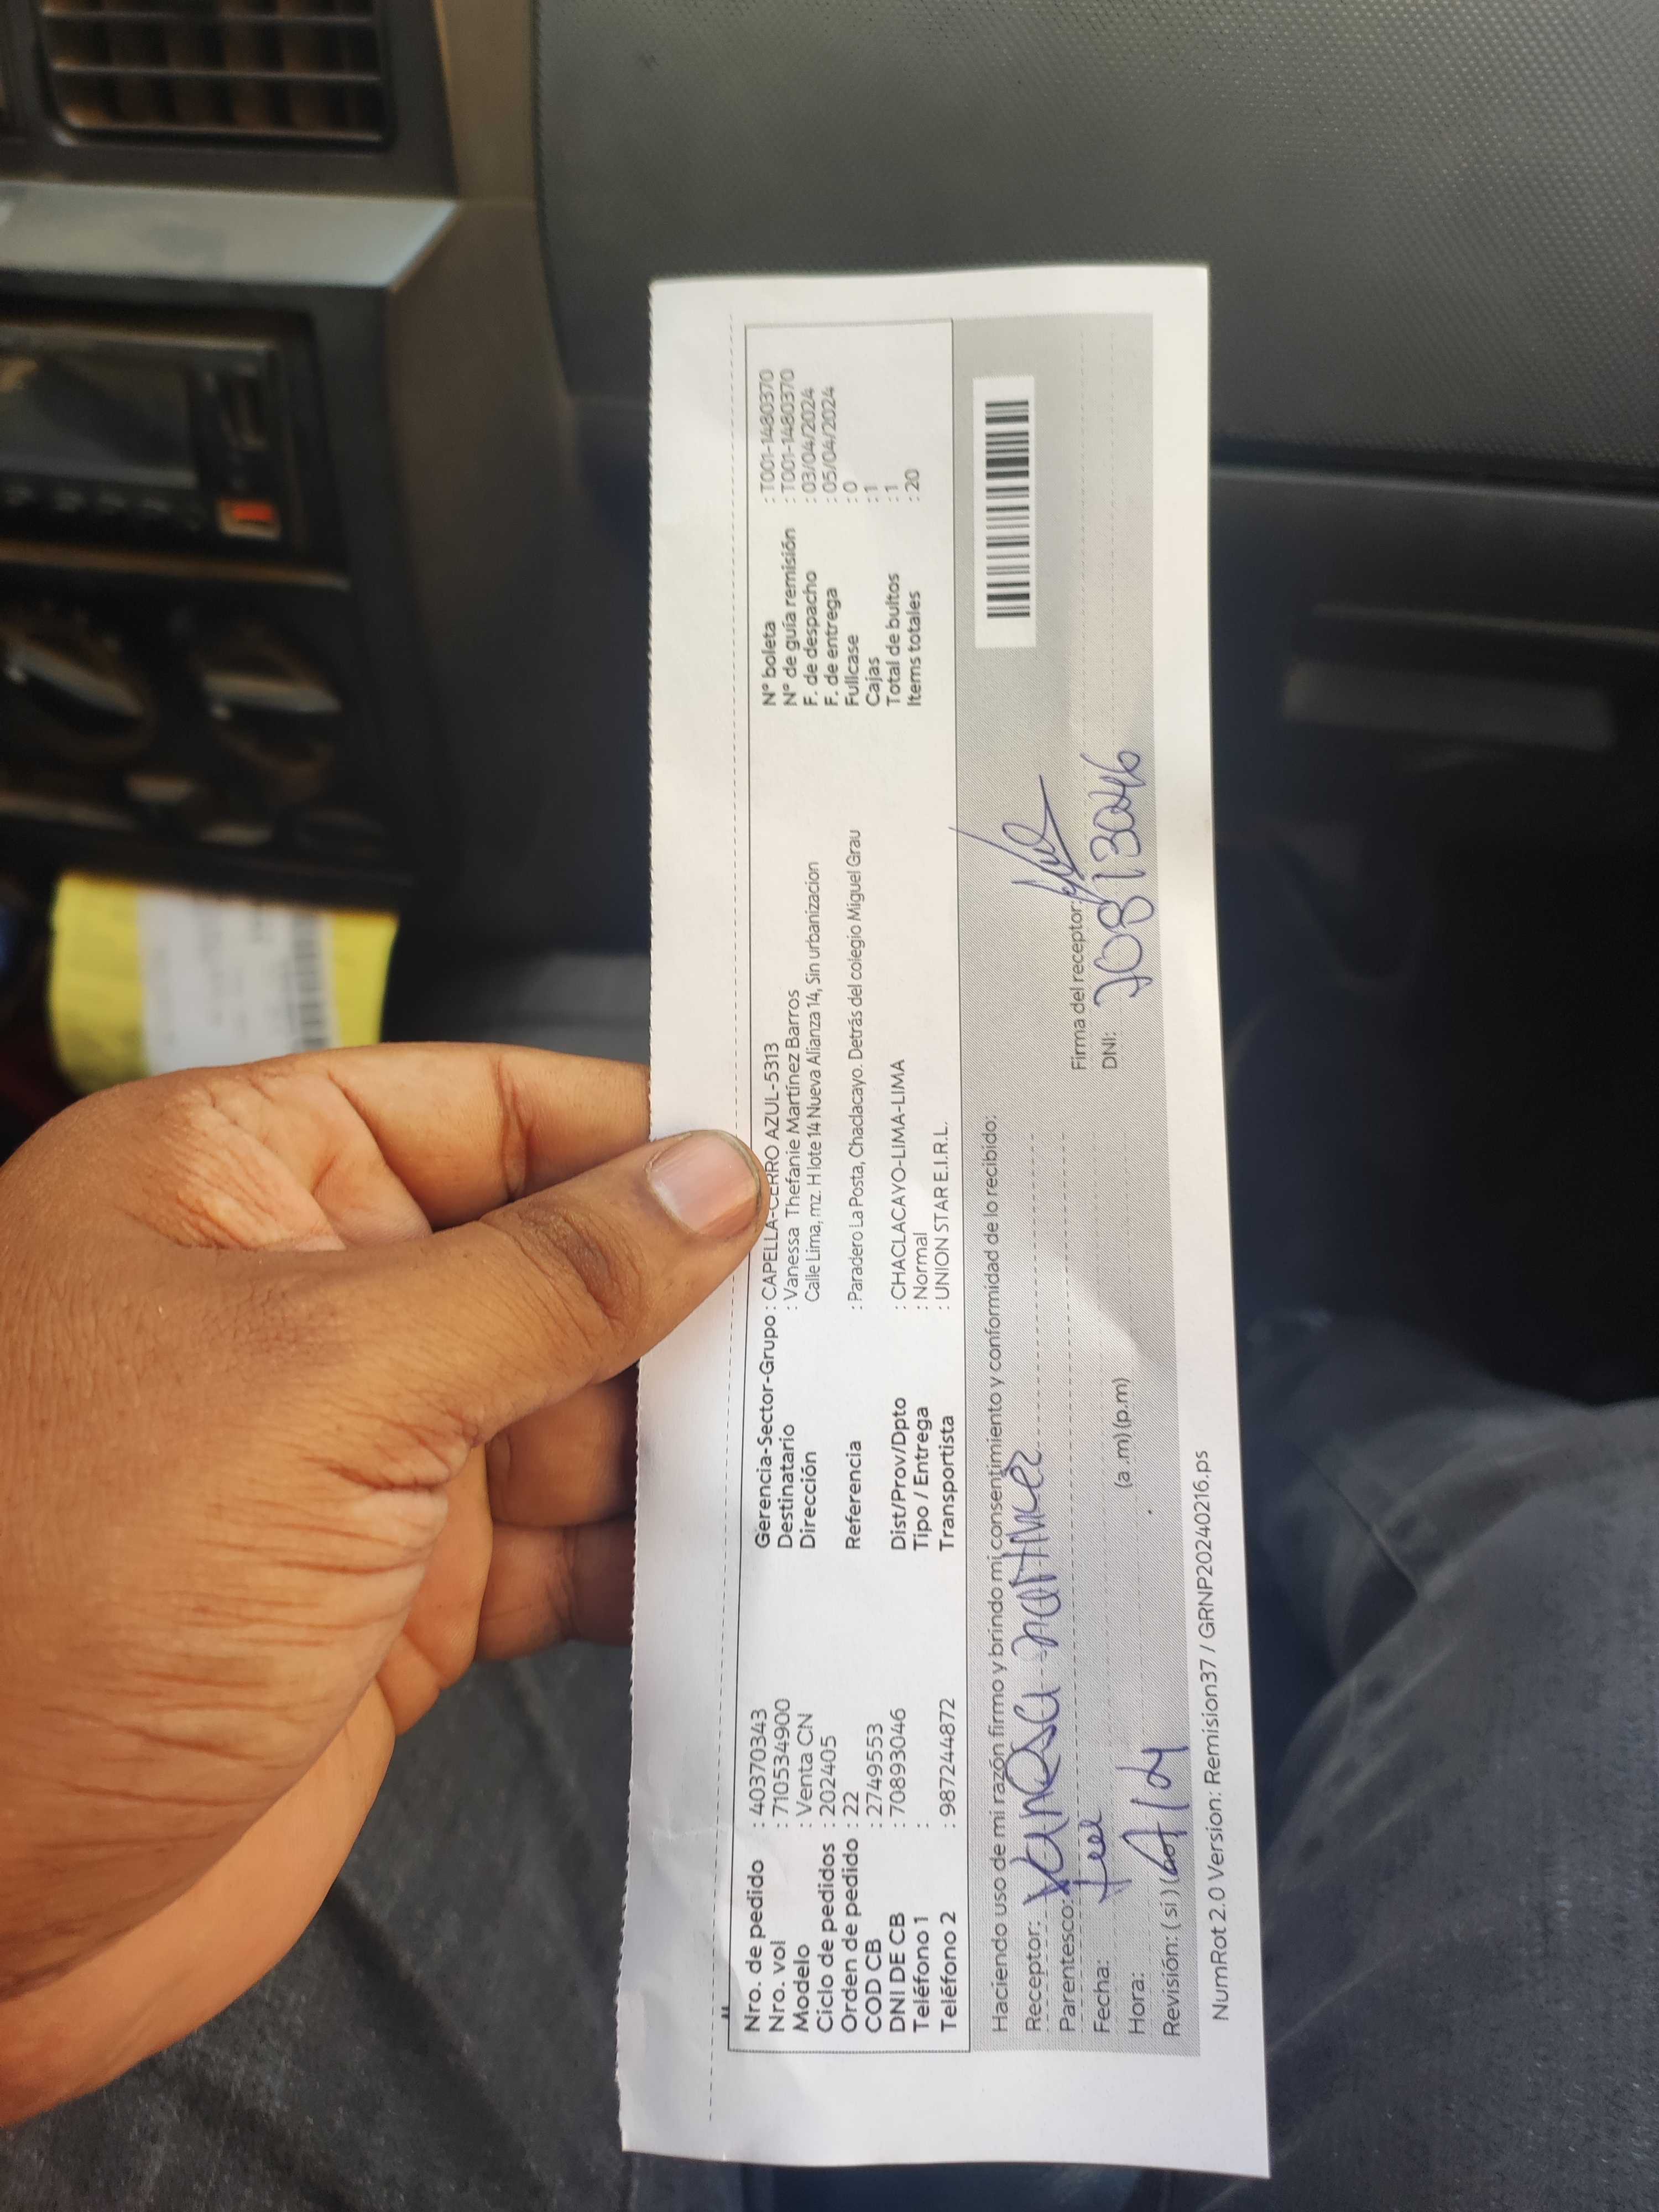 Nro. de pedido : 40370343
Nro. vol : 710534900
Modelo : Venta CN
Ciclo de pedidos : 202405
Orden de pedido : 22
COD CB : 2749553
DNI DE CB : 70893046
Teléfono 1 :
Teléfono 2 : 987244872
Gerencia-Sector-Grupo : CAPELLA-CERRO AZUL-5313
Destinatario : Vanessa Thefanie Martínez Barros
Dirección Calle Lima, mz. H lote 14 Nueva Alianza 14, Sin urbanizacion
Referencia : Paradero La Posta, Chaclacayo. Detrás del colegio Miguel Grau
Dist/Prov/Dpto : CHACLACAYO-LIMA-LIMA
Tipo / Entrega : Normal
Transportista : UNION STAR E.I.R.L.
N° boleta : T001-1480370
N° de guía remisión : T001-1480370
F. de despacho : 03/04/2024
F. de entrega : 05/04/2024
Fullcase : 0
Cajas : 1
Total de bultos : 1
Items totales : 20
Haciendo uso de mi razón firmo y brindo mi consentimiento y conformidad de lo recibido:
Receptor: Vanessa Martinez
Parentesco:
Fecha:
Hora: (a .m) (p.m)
Revisión: ( si ) (
Firma del receptor:
DNI:
NumRot 2.0 Version: Remision37 / GRNP20240216.ps